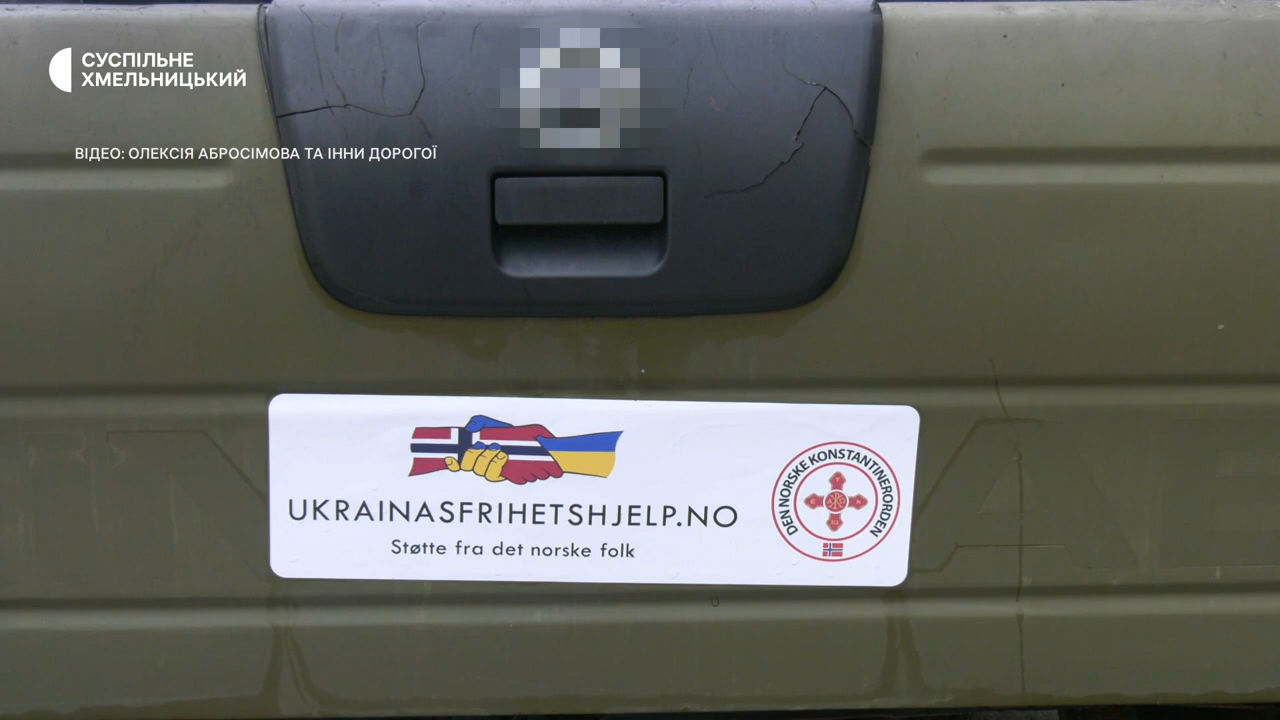 СУСПІЛЬНЕ
ХМЕЛЬНИЦЬКИЙ
ВІДЕО: ОЛЕКСІЯ АБРОСІМОВА ТА ІННИ ДОРОГОЇ
UKRAINASFRIHETSHJELP.NO
Støtte fra det norske folk
DEN NORSKE KONSTANTINERORDEN